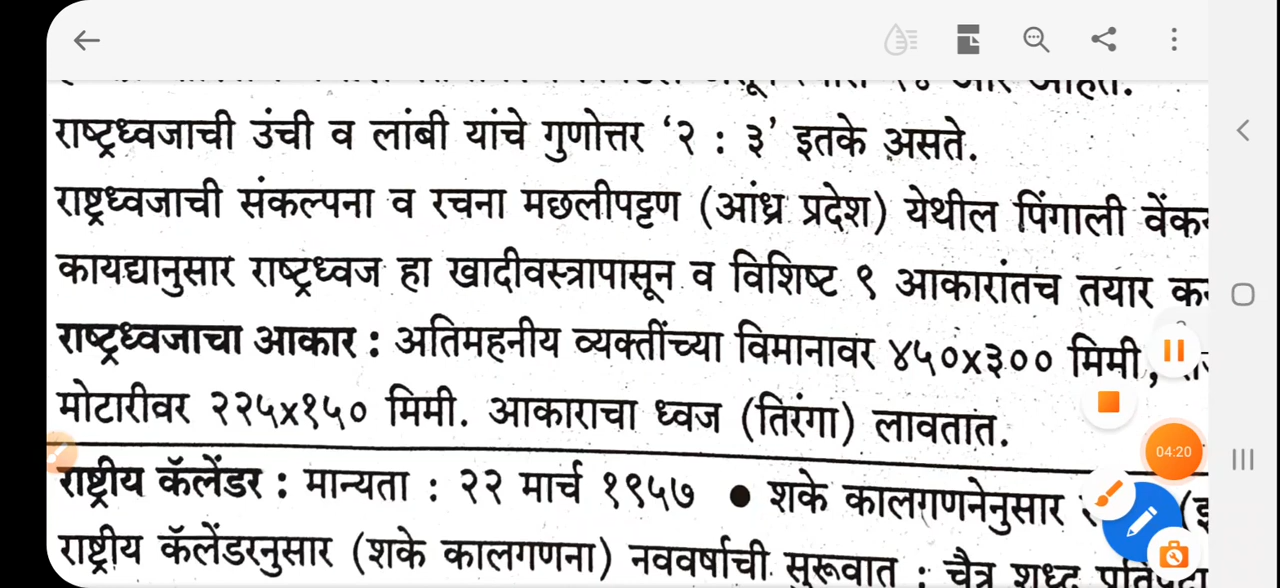 राष्ट्रध्वजाची उंची व लांबी यांचे गुणोत्तर ‘२ : ३’ इतके असते.
राष्ट्रध्वजाची संकल्पना व रचना मछलीपट्टण (आंध्र प्रदेश) येथील पिंगाली
कायद्यानुसार राष्ट्रध्वज हा खादीवस्त्रापासून व विशिष्ट ९ आकारांतच तयार
राष्ट्रध्वजाचा आकार : अतिमहनीय व्यक्तींच्या विमानावर ४५०x३०० मिमी,
मोटारीवर २२५x१५० मिमी. आकाराचा ध्वज (तिरंगा) लावतात.
04:20
राष्ट्रीय कॅलेंडर : मान्यता : २२ मार्च १९५७ ● शके कालगणनेनुसार
राष्ट्रीय कॅलेंडरनुसार (शके कालगणना) नववर्षाची सुरूवात : चैत्र शुध्द